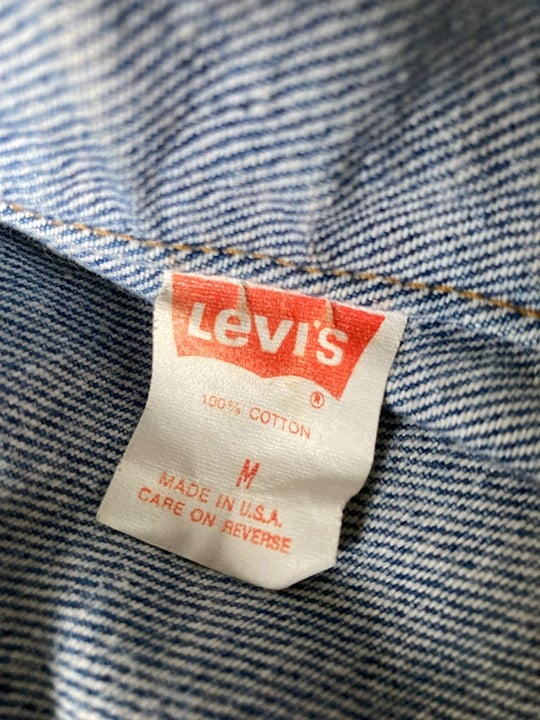 Levi's
®
100% COTTON
M
MADE IN U.S.A.
CARE ON REVERSE